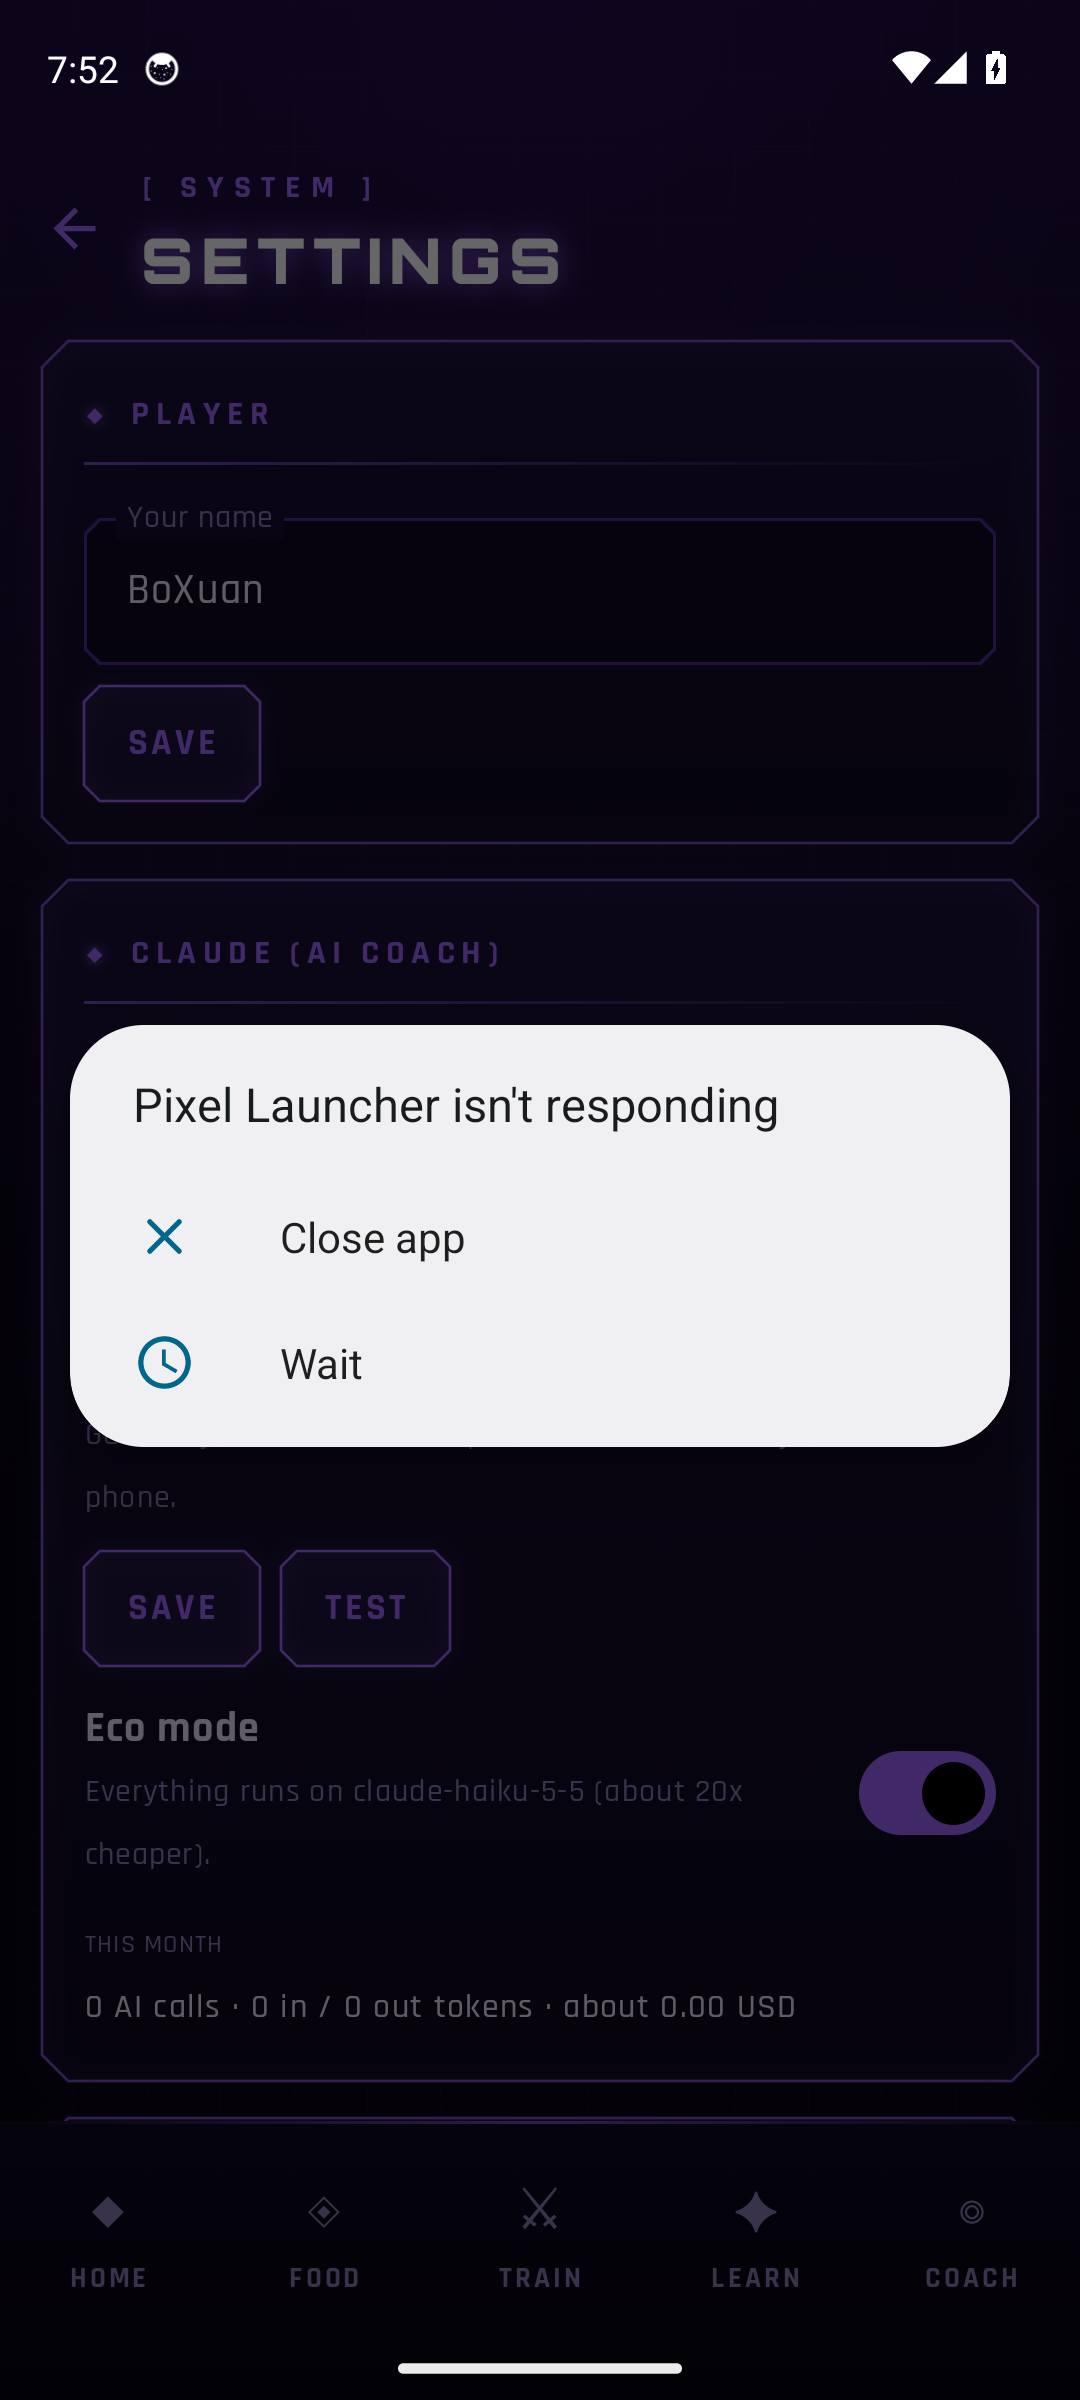 7:52
[ SYSTEM ]
SETTINGS
PLAYER
Your name
BoXuan
SAVE
CLAUDE (AI COACH)
Pixel Launcher isn't responding
Close app
Wait
phone.
SAVE
TEST
Eco mode
Everything runs on claude-haiku-5-5 (about 20x
cheaper).
THIS MONTH
0 AI calls · 0 in / 0 out tokens · about 0.00 USD
HOME
FOOD
TRAIN
LEARN
COACH